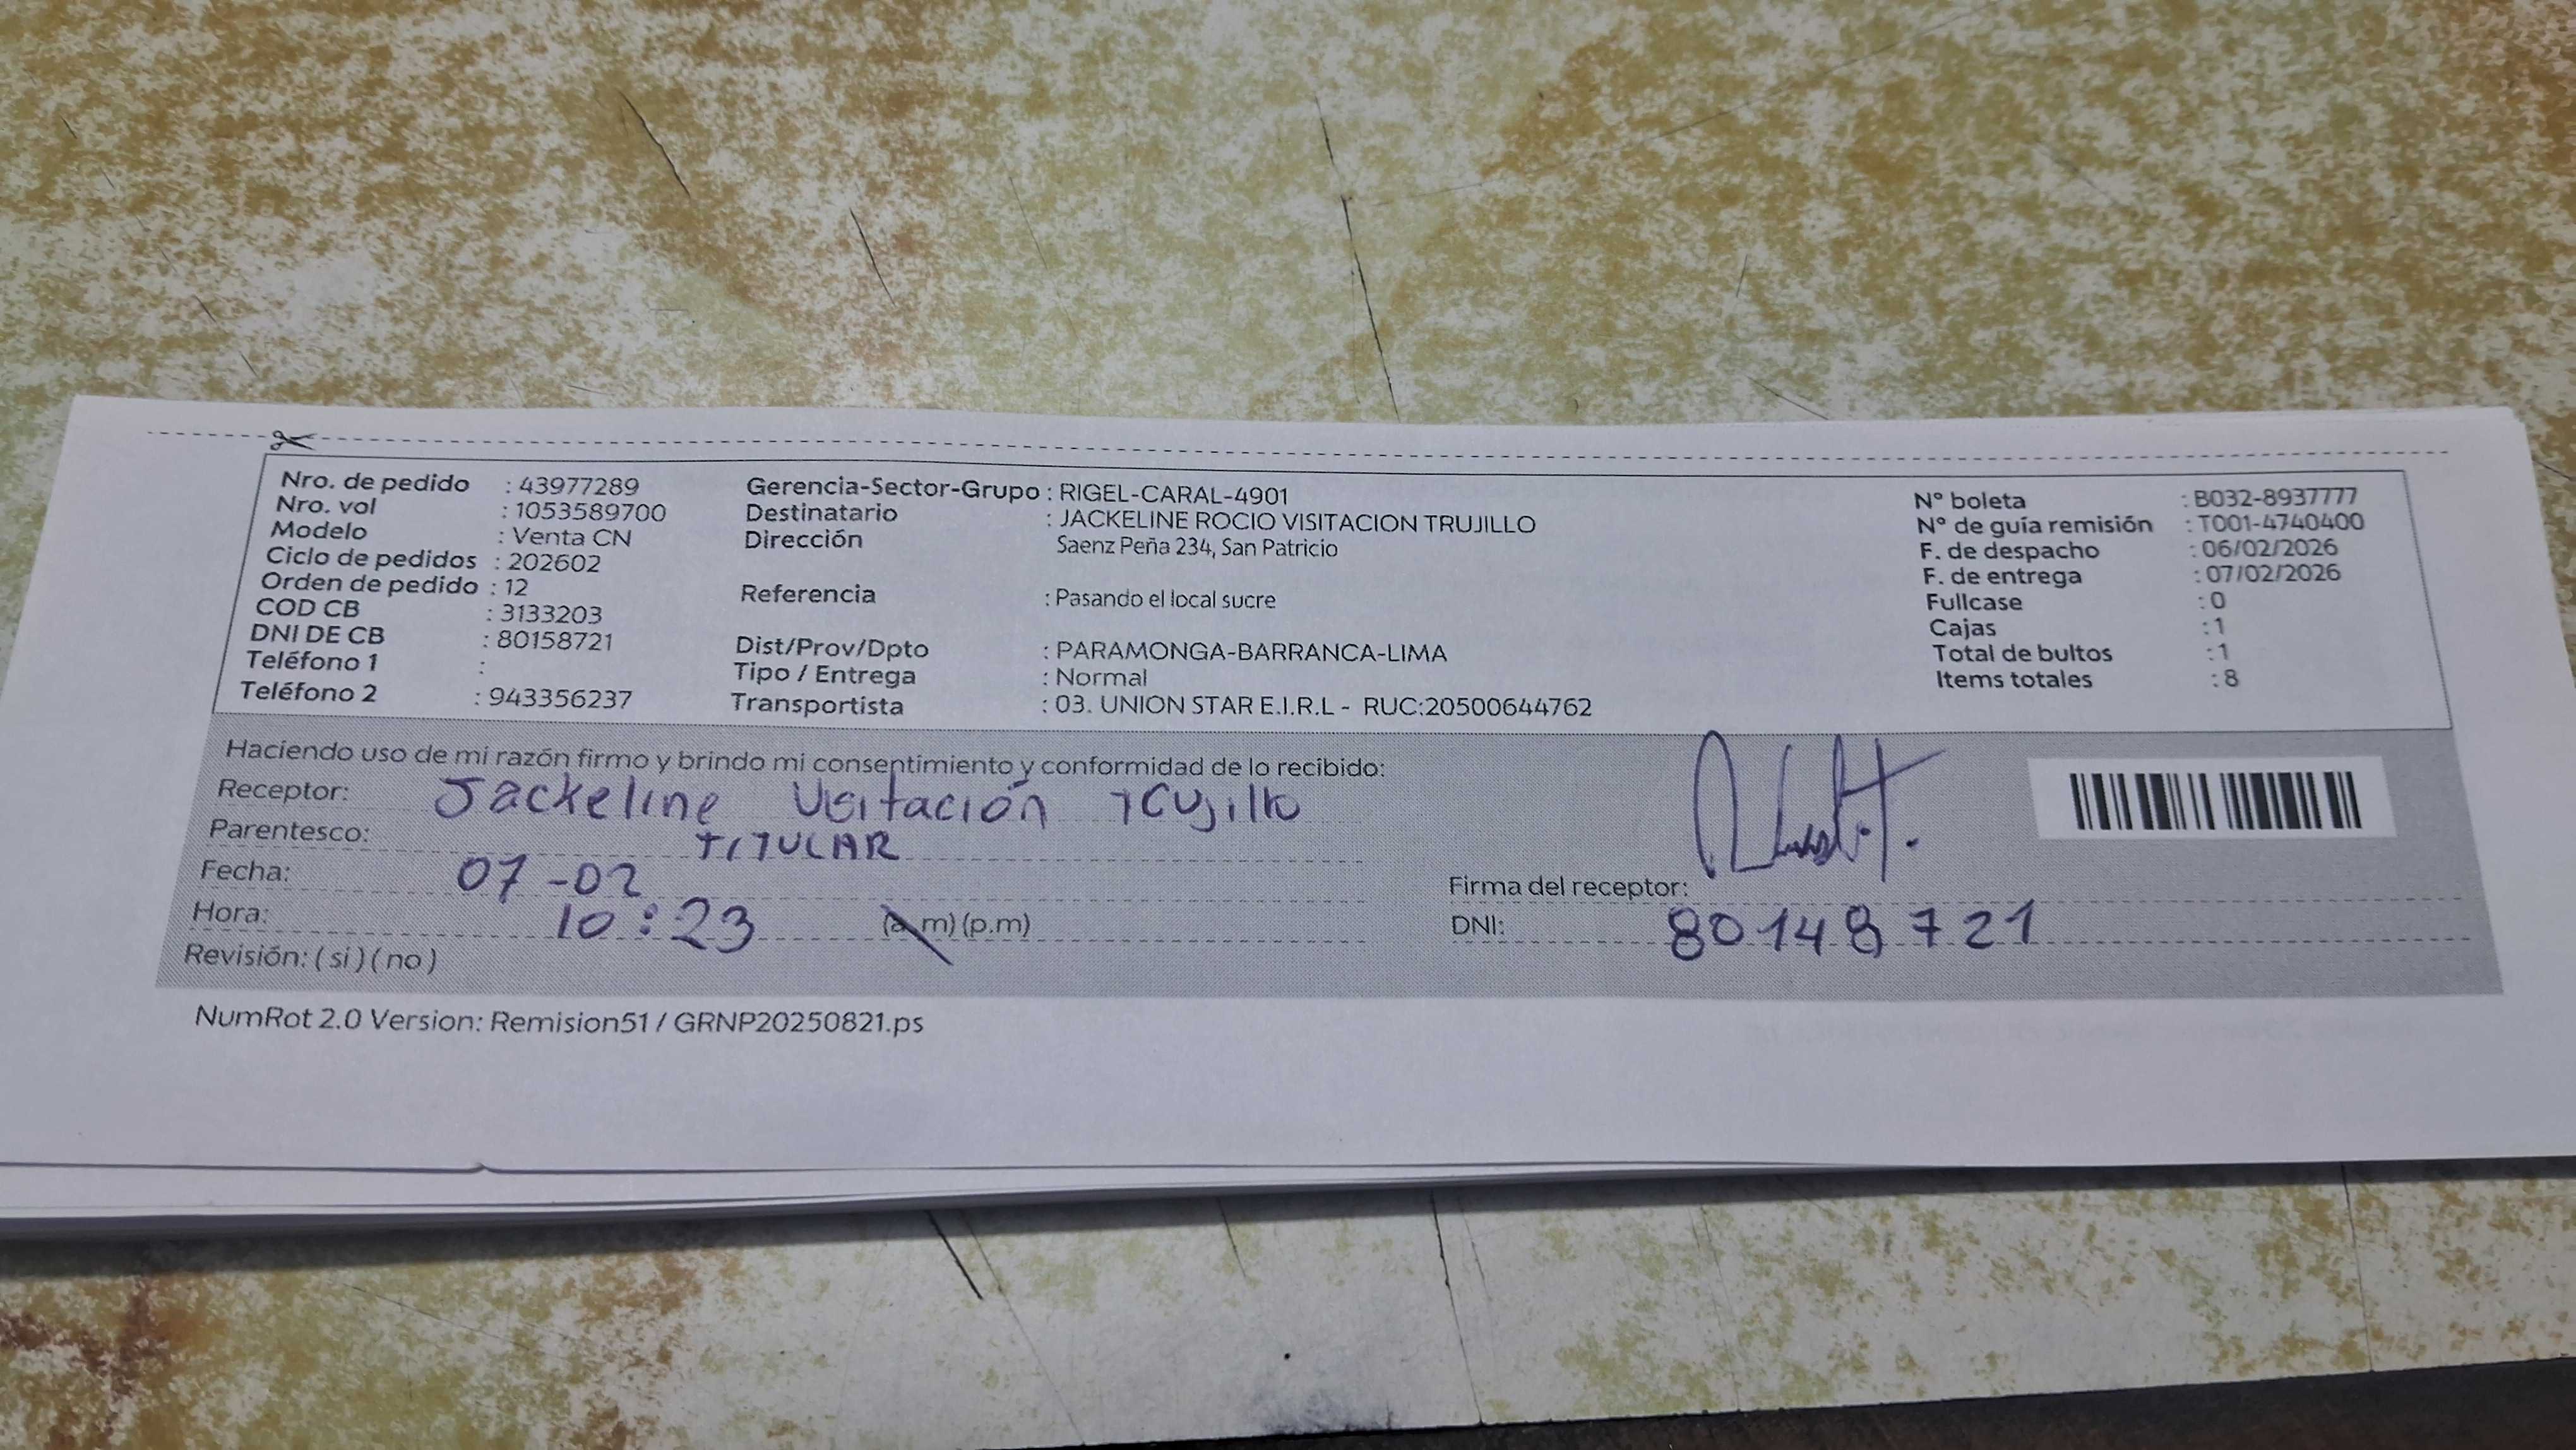 Nro. de pedido : 43977289
Nro. vol : 1053589700
Modelo : Venta CN
Ciclo de pedidos : 202602
Orden de pedido : 12
COD CB : 3133203
DNI DE CB : 80158721
Teléfono 1 :
Teléfono 2 : 943356237
Gerencia-Sector-Grupo : RIGEL-CARAL-4901
Destinatario : JACKELINE ROCIO VISITACION TRUJILLO
Dirección Saenz Peña 234, San Patricio
Referencia : Pasando el local sucre
Dist/Prov/Dpto : PARAMONGA-BARRANCA-LIMA
Tipo / Entrega : Normal
Transportista : 03. UNION STAR E.I.R.L - RUC:20500644762
N° boleta : B032-8937777
N° de guía remisión : T001-4740400
F. de despacho : 06/02/2026
F. de entrega : 07/02/2026
Fullcase : 0
Cajas : 1
Total de bultos : 1
Items totales : 8
Haciendo uso de mi razón firmo y brindo mi consentimiento y conformidad de lo recibido:
Receptor: Jackeline Visitación Trujillo
Parentesco: TITULAR
Fecha: 07-02
Hora: 10:23 (a.m) (p.m)
Revisión: ( si ) ( no )
Firma del receptor:
DNI: 80148721
NumRot 2.0 Version: Remision51 / GRNP20250821.ps